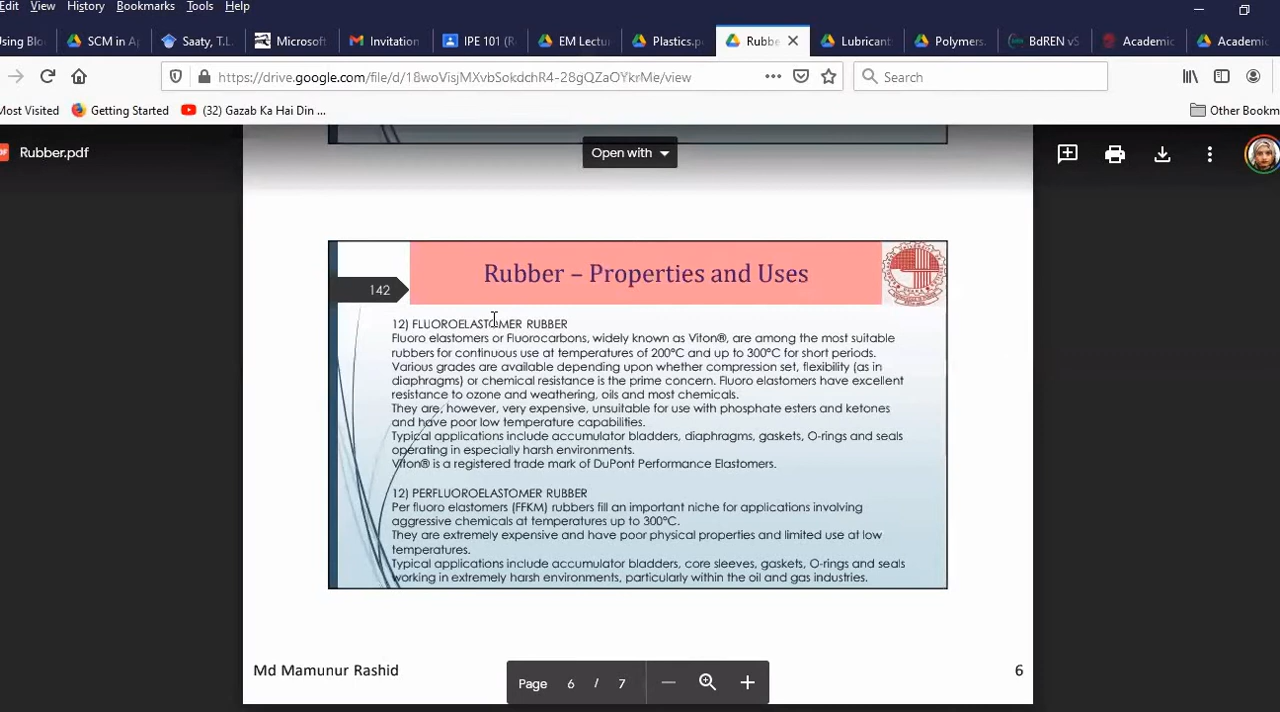 Edit View History Bookmarks Tools Help
sing Blo SCM in Ap Saaty, T.L. Microsoft Invitation IPE 101 (R EM Lectu Plastics.p Rubbe Lubricant Polymers. BdREN vS Academic Academic
https://drive.google.com/file/d/18woVisjMXvbSoctdchR4-28gQZaOYkrMe/view Search
Most Visited Getting Started (32) Gazab Ka Hai Din ... Other Bookm
Rubber.pdf Open with
Rubber – Properties and Uses
142
12) FLUOROELASTOMER RUBBER
Fluoro elastomers or Fluorocarbons, widely known as Viton®, are among the most suitable
rubbers for continuous use at temperatures of 200°C and up to 300°C for short periods.
Various grades are available depending upon whether compression set, flexibility (as in
diaphragms) or chemical resistance is the prime concern. Fluoro elastomers have excellent
resistance to ozone and weathering, oils and most chemicals.
They are, however, very expensive, unsuitable for use with phosphate esters and ketones
and have poor low temperature capabilities.
Typical applications include accumulator bladders, diaphragms, gaskets, O-rings and seals
operating in especially harsh environments.
Viton® is a registered trade mark of DuPont Performance Elastomers.
12) PERFLUOROELASTOMER RUBBER
Per fluoro elastomers (FFKM) rubbers fill an important niche for applications involving
aggressive chemicals at temperatures up to 300°C.
They are extremely expensive and have poor physical properties and limited use at low
temperatures.
Typical applications include accumulator bladders, core sleeves, gaskets, O-rings and seals
working in extremely harsh environments, particularly within the oil and gas industries.
Md Mamunur Rashid 6
Page 6 / 7